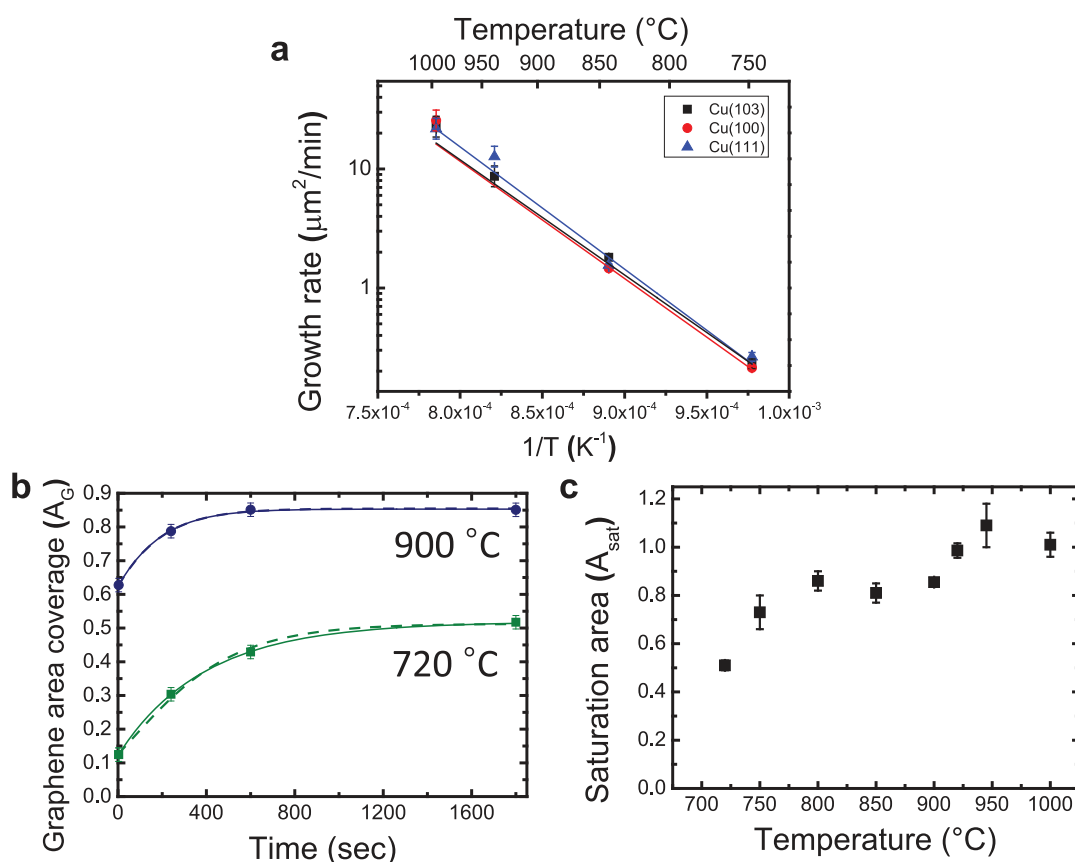 a
Temperature (°C)
1000 950 900 850 800 750
Cu(103)
Cu(100)
Cu(111)
Growth rate (μm²/min)
10
1
7.5x10⁻⁴ 8.0x10⁻⁴ 8.5x10⁻⁴ 9.0x10⁻⁴ 9.5x10⁻⁴ 1.0x10⁻³
1/T (K⁻¹)
b
Graphene area coverage (A_G)
0.9
0.8
0.7
0.6
0.5
0.4
0.3
0.2
0.1
0.0
900 °C
720 °C
0 400 800 1200 1600
Time (sec)
c
Saturation area (A_sat)
1.2
1.0
0.8
0.6
0.4
0.2
0.0
700 750 800 850 900 950 1000
Temperature (°C)